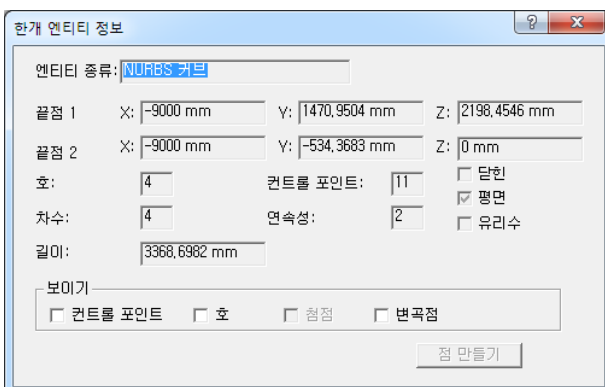 한개 엔티티 정보
엔티티 종류: NURBS 커브
끝점 1 X: -9000 mm Y: 1470,9504 mm Z: 2198,4546 mm
끝점 2 X: -9000 mm Y: -534,3683 mm Z: 0 mm
호: 4 컨트롤 포인트: 11 닫힌
평면
차수: 4 연속성: 2 유리수
길이: 3368,6982 mm
보이기
컨트롤 포인트 호 첨점 변곡점
점 만들기